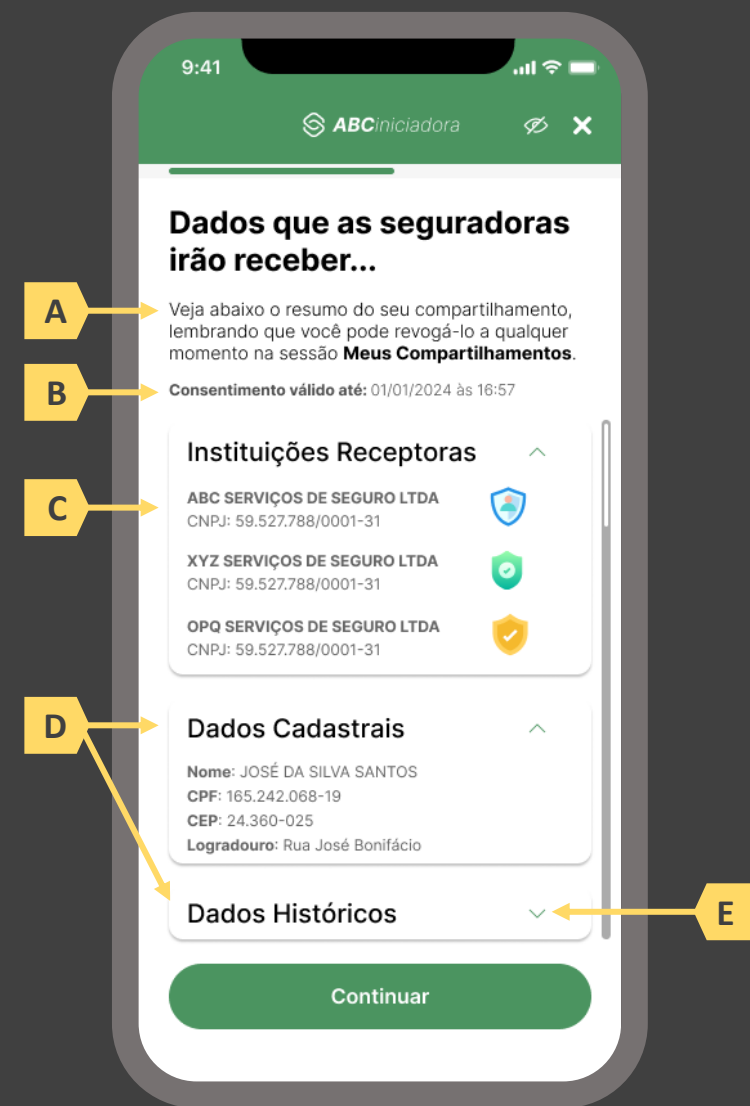 9:41
ABCiniciadora
Dados que as seguradoras
irão receber...
A
Veja abaixo o resumo do seu compartilhamento,
lembrando que você pode revogá-lo a qualquer
momento na sessão Meus Compartilhamentos.
B
Consentimento válido até: 01/01/2024 às 16:57
Instituições Receptoras
C
ABC SERVIÇOS DE SEGURO LTDA
CNPJ: 59.527.788/0001-31
XYZ SERVIÇOS DE SEGURO LTDA
CNPJ: 59.527.788/0001-31
OPQ SERVIÇOS DE SEGURO LTDA
CNPJ: 59.527.788/0001-31
D
Dados Cadastrais
Nome: JOSÉ DA SILVA SANTOS
CPF: 165.242.068-19
CEP: 24.360-025
Logradouro: Rua José Bonifácio
Dados Históricos
E
Continuar